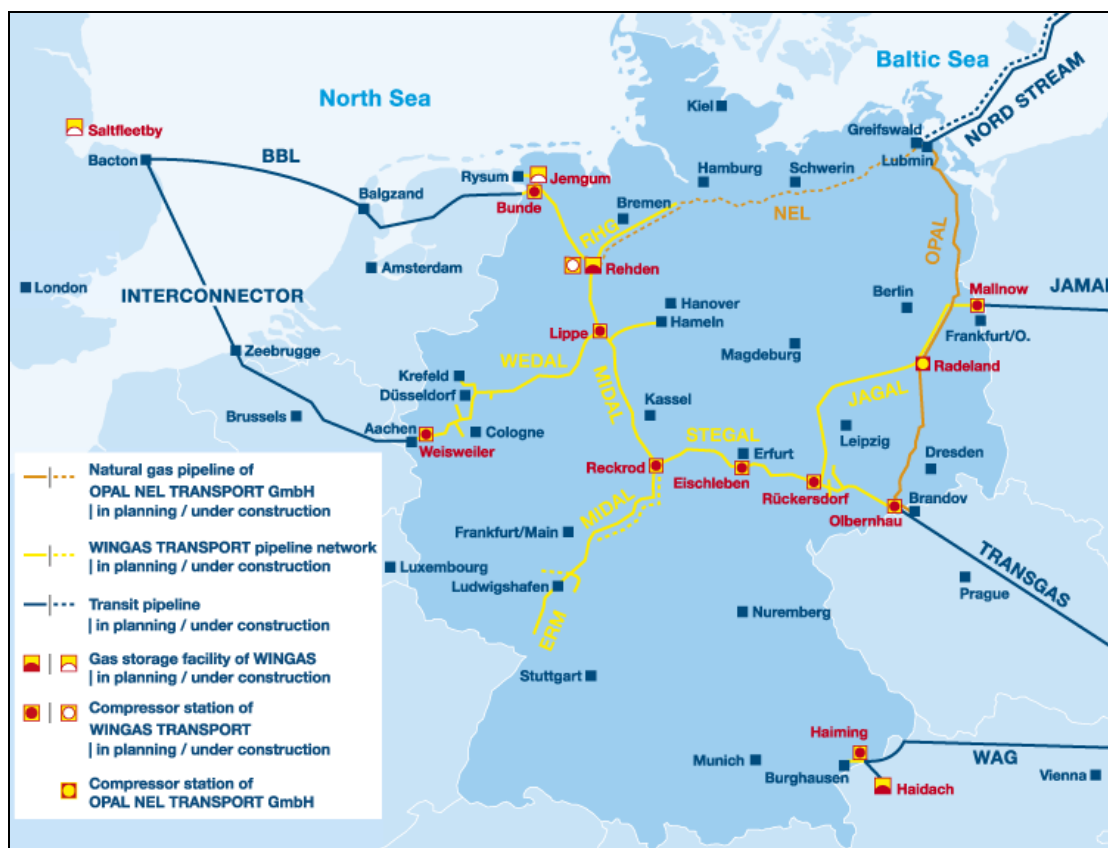 Baltic Sea
North Sea
Kiel
NORD STREAM
Saltfleetby
Greifswald
Lubmin
Bacton
BBL
Rysum
Jemgum
Hamburg
Schwerin
Balgzand
Bunde
Bremen
NEL
RHG
OPAL
Amsterdam
Rehden
London
INTERCONNECTOR
Hanover
Berlin
Mallnow
JAMAL
Hameln
Frankfurt/O.
Lippe
Zeebrugge
Magdeburg
WEDAL
Radeland
Krefeld
MIDAL
Düsseldorf
JAGAL
Kassel
Brussels
Aachen
Cologne
Leipzig
STEGAL
Weisweiler
Erfurt
Dresden
Reckrod
Eischleben
Rückersdorf
Brandov
Olbernhau
MIDAL
Frankfurt/Main
TRANSGAS
Luxembourg
Ludwigshafen
Prague
Nuremberg
ERM
Stuttgart
Haiming
Munich
Burghausen
WAG
Vienna
Haidach
Natural gas pipeline of
OPAL NEL TRANSPORT GmbH
| in planning / under construction
WINGAS TRANSPORT pipeline network
| in planning / under construction
Transit pipeline
| in planning / under construction
Gas storage facility of WINGAS
| in planning / under construction
Compressor station of
WINGAS TRANSPORT
| in planning / under construction
Compressor station of
OPAL NEL TRANSPORT GmbH